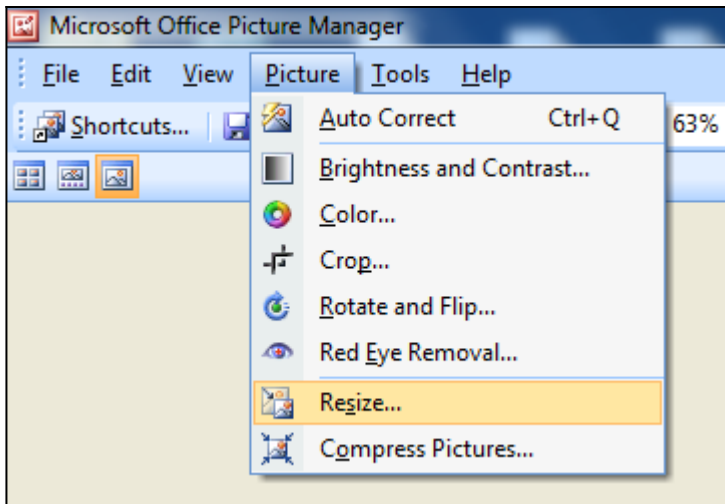 Microsoft Office Picture Manager
File Edit View Picture Tools Help
Shortcuts... 63%
Auto Correct Ctrl+Q
Brightness and Contrast...
Color...
Crop...
Rotate and Flip...
Red Eye Removal...
Resize...
Compress Pictures...